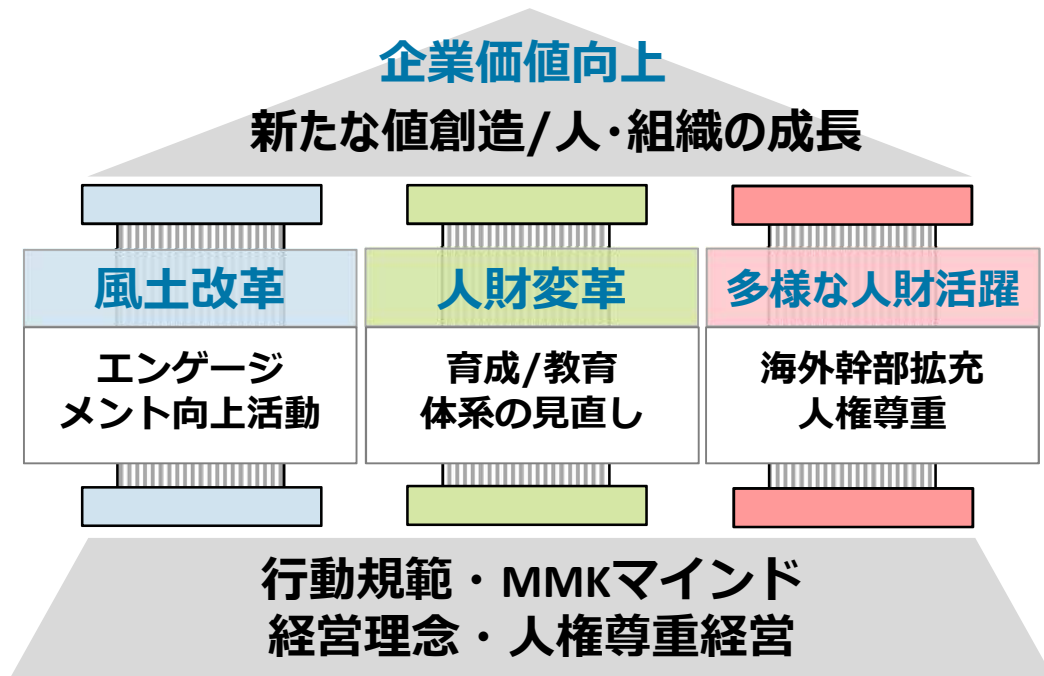 企業価値向上
新たな値創造/人･組織の成長
風土改革
エンゲージ
メント向上活動
人財変革
育成/教育
体系の見直し
多様な人財活躍
海外幹部拡充
人権尊重
行動規範・MMKマインド
経営理念・人権尊重経営